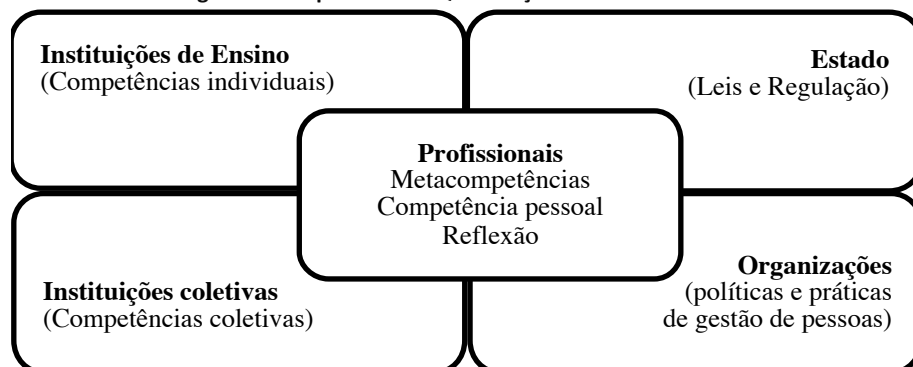 Instituições de Ensino
(Competências individuais)
Estado
(Leis e Regulação)
Profissionais
Metacompetências
Competência pessoal
Reflexão
Instituições coletivas
(Competências coletivas)
Organizações
(políticas e práticas
de gestão de pessoas)